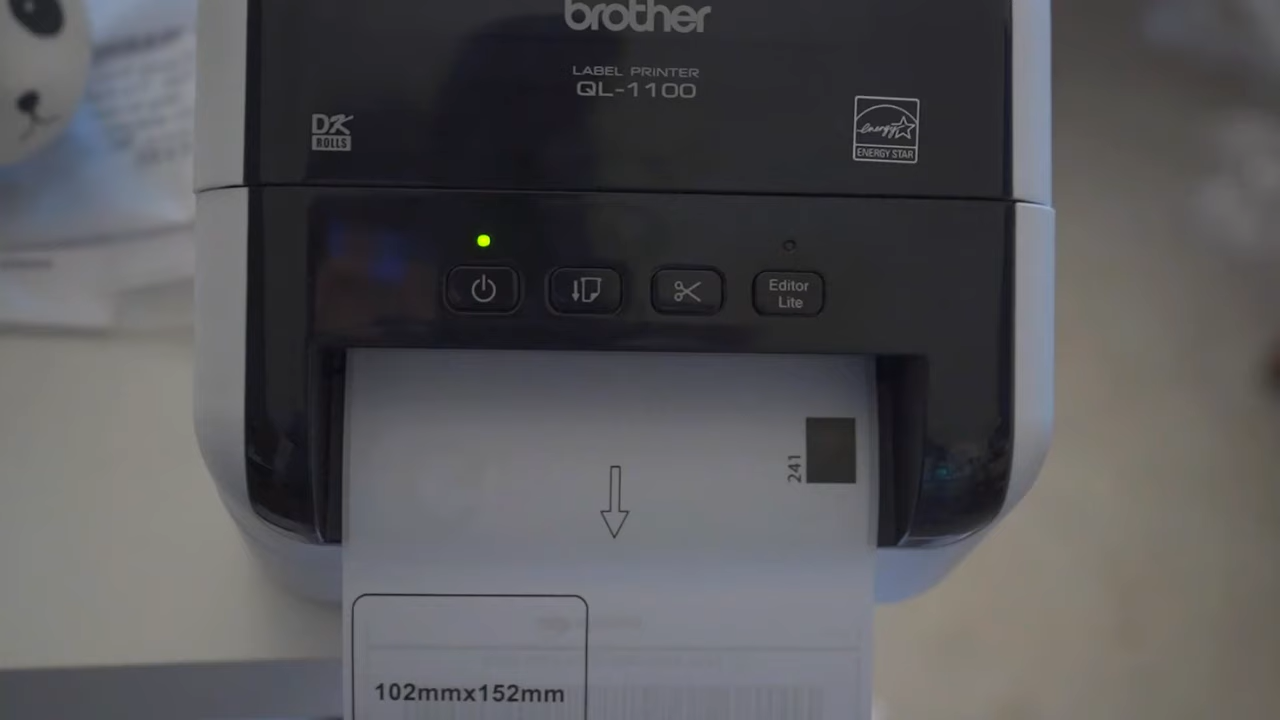 brother
LABEL PRINTER
QL-1100
DK
ROLLS
energy
ENERGY STAR
Editor
Lite
241
102mmx152mm